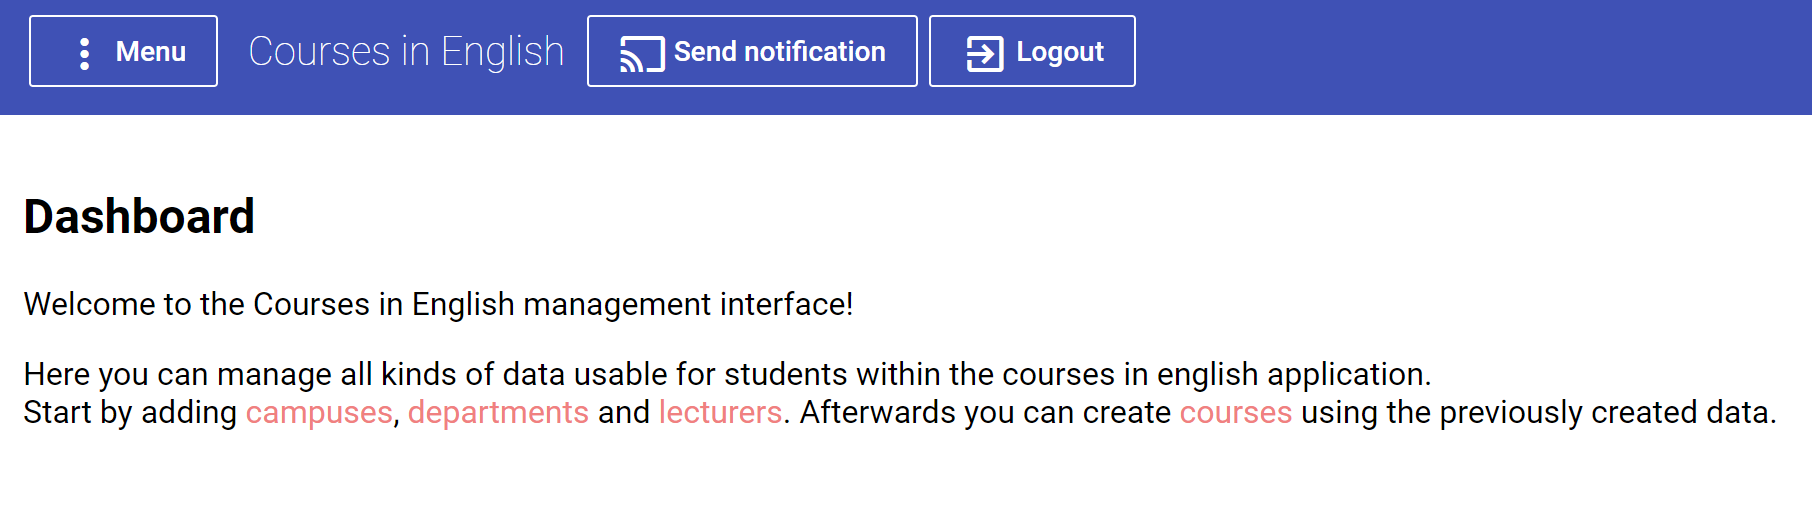 Menu Courses in English Send notification Logout
Dashboard
Welcome to the Courses in English management interface!
Here you can manage all kinds of data usable for students within the courses in english application.
Start by adding campuses, departments and lecturers. Afterwards you can create courses using the previously created data.